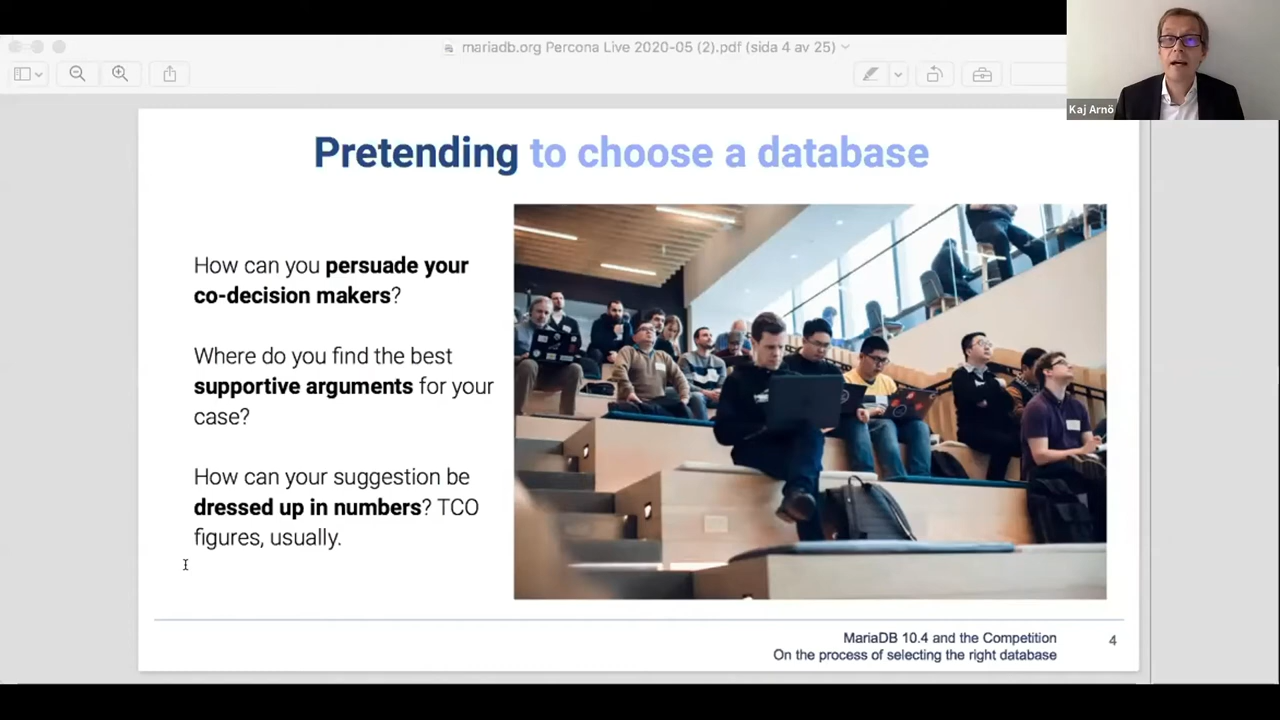 mariadb.org Percona Live 2020-05 (2).pdf (sida 4 av 25)
Kaj Arnö
Pretending to choose a database
How can you persuade your
co-decision makers?
Where do you find the best
supportive arguments for your
case?
How can your suggestion be
dressed up in numbers? TCO
figures, usually.
MariaDB 10.4 and the Competition
On the process of selecting the right database
4